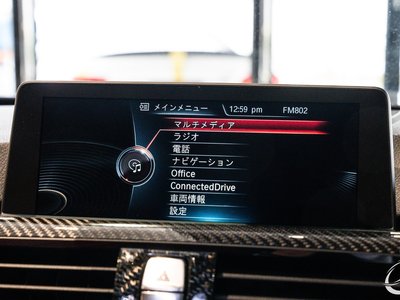 メインメニュー 12:59 pm FM802
マルチメディア
ラジオ
電話
ナビゲーション
Office
ConnectedDrive
車両情報
設定